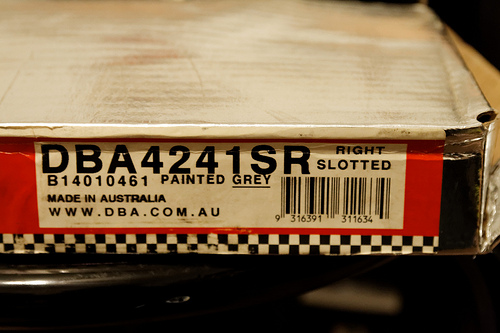 DBA4241SR RIGHT SLOTTED
B14010461 PAINTED GREY
MADE IN AUSTRALIA
WWW.DBA.COM.AU
9 316391 311634